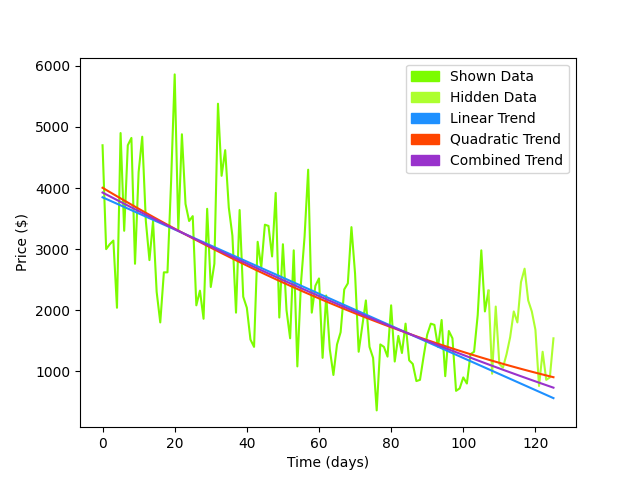 6000
5000
4000
3000
2000
1000
Price ($)
0
20
40
60
80
100
120
Time (days)
Shown Data
Hidden Data
Linear Trend
Quadratic Trend
Combined Trend